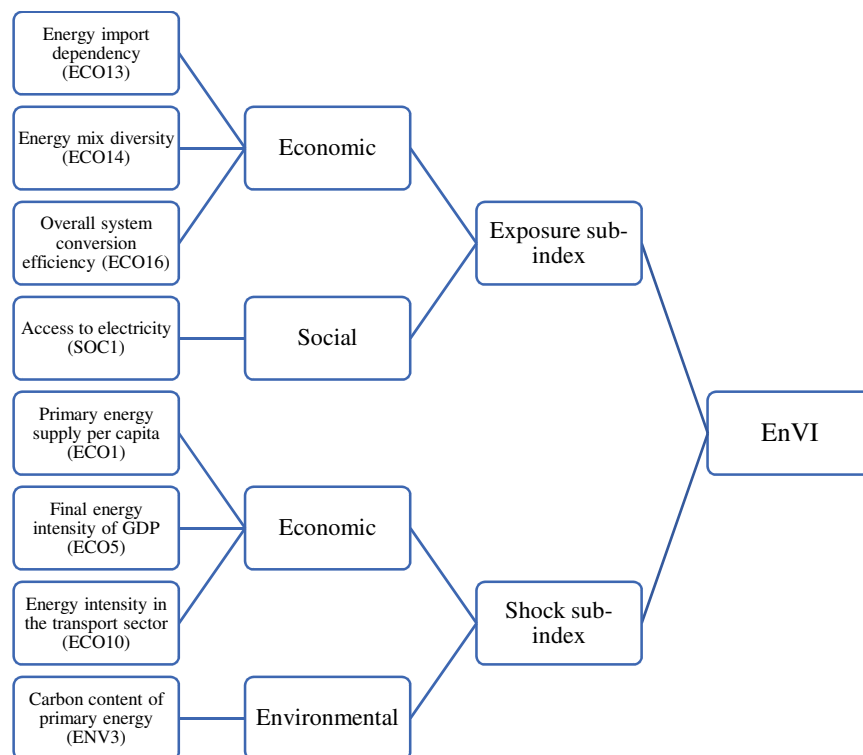 Energy import
dependency
(ECO13)
Energy mix diversity
(ECO14)
Overall system
conversion
efficiency (ECO16)
Access to electricity
(SOC1)
Primary energy
supply per capita
(ECO1)
Final energy
intensity of GDP
(ECO5)
Energy intensity in
the transport sector
(ECO10)
Carbon content of
primary energy
(ENV3)
Economic
Social
Economic
Environmental
Exposure sub-
index
Shock sub-
index
EnVI